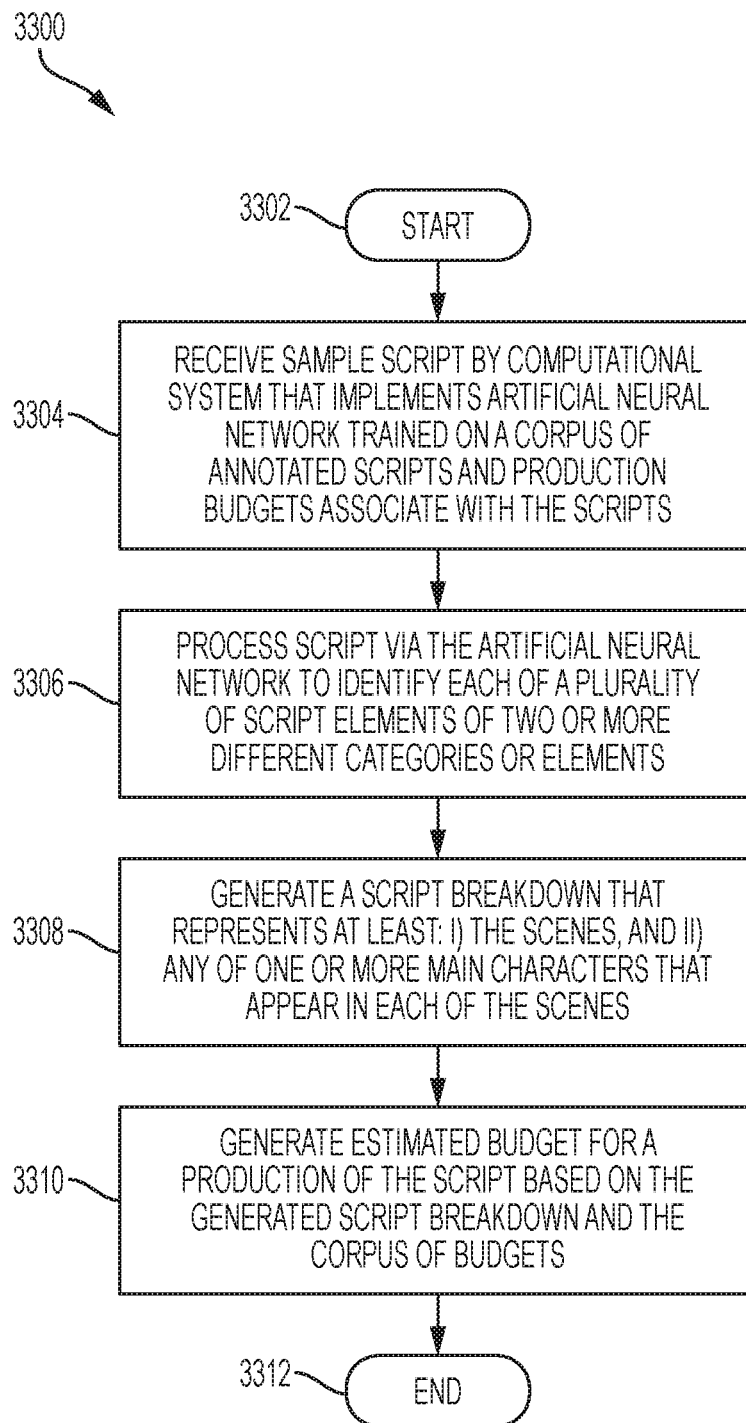 3300
3302
START
3304
RECEIVE SAMPLE SCRIPT BY COMPUTATIONAL
SYSTEM THAT IMPLEMENTS ARTIFICIAL NEURAL
NETWORK TRAINED ON A CORPUS OF
ANNOTATED SCRIPTS AND PRODUCTION
BUDGETS ASSOCIATE WITH THE SCRIPTS
3306
PROCESS SCRIPT VIA THE ARTIFICIAL NEURAL
NETWORK TO IDENTIFY EACH OF A PLURALITY
OF SCRIPT ELEMENTS OF TWO OR MORE
DIFFERENT CATEGORIES OR ELEMENTS
3308
GENERATE A SCRIPT BREAKDOWN THAT
REPRESENTS AT LEAST: I) THE SCENES, AND II)
ANY OF ONE OR MORE MAIN CHARACTERS THAT
APPEAR IN EACH OF THE SCENES
3310
GENERATE ESTIMATED BUDGET FOR A
PRODUCTION OF THE SCRIPT BASED ON THE
GENERATED SCRIPT BREAKDOWN AND THE
CORPUS OF BUDGETS
3312
END